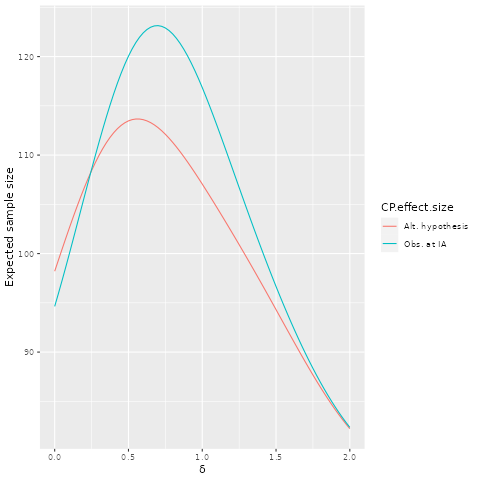 Expected sample size
120
110
100
90
0.0 0.5 1.0 1.5 2.0
δ
CP.effect.size
Alt. hypothesis
Obs. at IA